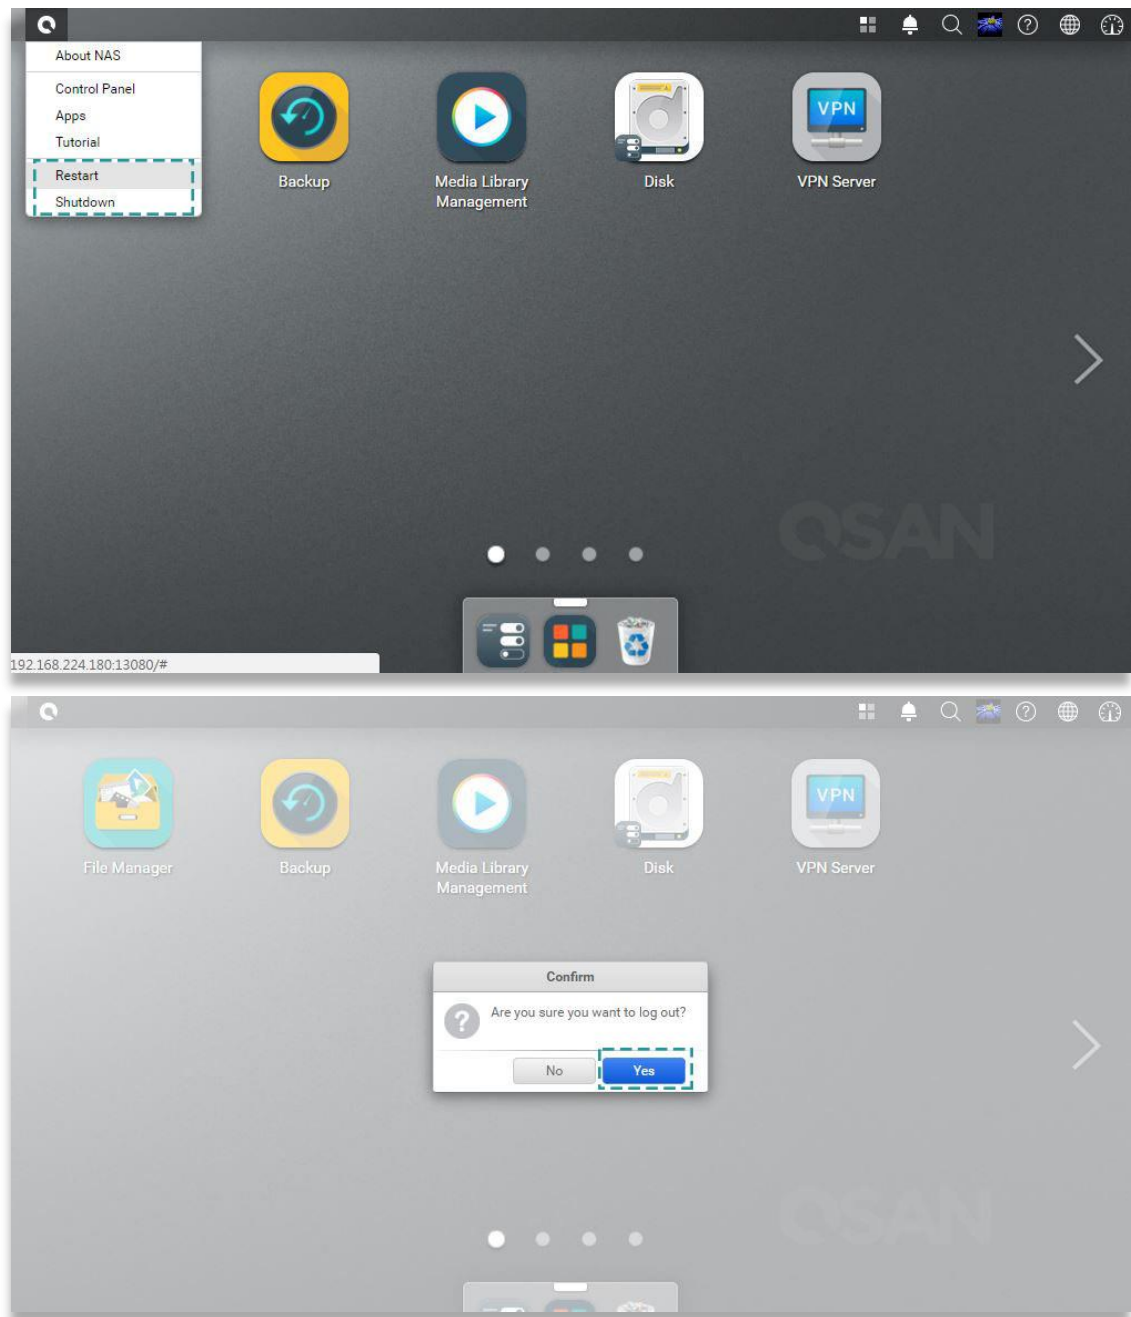 About NAS
Control Panel
Apps
Tutorial
Restart
Shutdown
Backup
Media Library
Management
Disk
VPN
VPN Server
QSAN
192.168.224.180:13080/#
File Manager
Backup
Media Library
Management
Disk
VPN
VPN Server
Confirm
Are you sure you want to log out?
No
Yes
QSAN